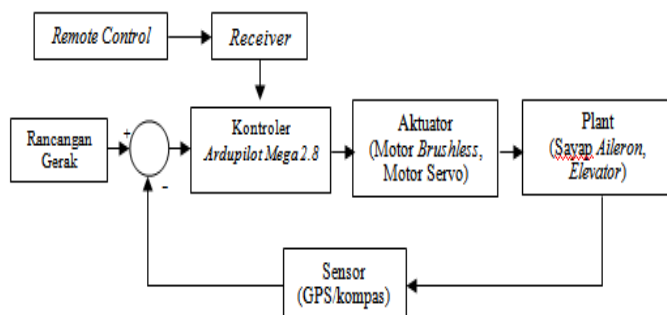 Remote Control
Receiver
Rancangan
Gerak
+
-
Kontroler
Ardupilot Mega 2.8
Aktuator
(Motor Brushless,
Motor Servo)
Plant
(Sayap Aileron,
Elevator)
Sensor
(GPS/kompas)